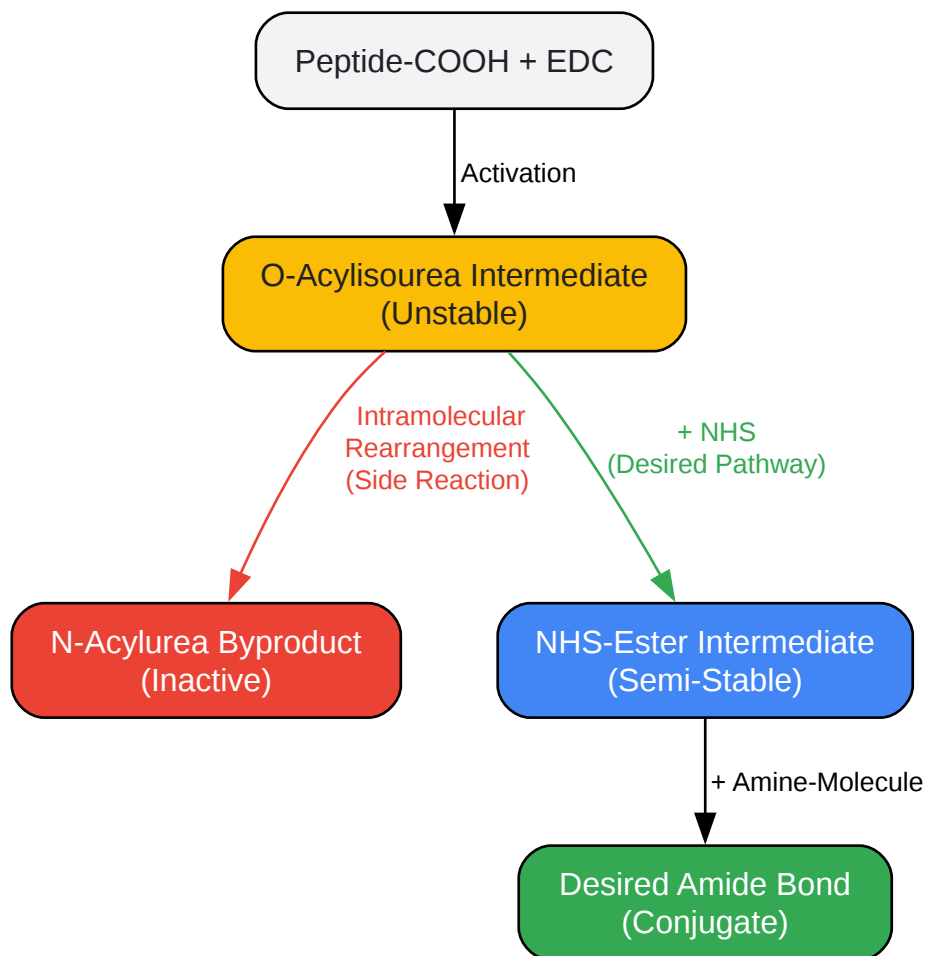 Peptide-COOH + EDC
Activation
O-Acylisourea Intermediate
(Unstable)
Intramolecular
Rearrangement
(Side Reaction)
+ NHS
(Desired Pathway)
N-Acylurea Byproduct
(Inactive)
NHS-Ester Intermediate
(Semi-Stable)
+ Amine-Molecule
Desired Amide Bond
(Conjugate)